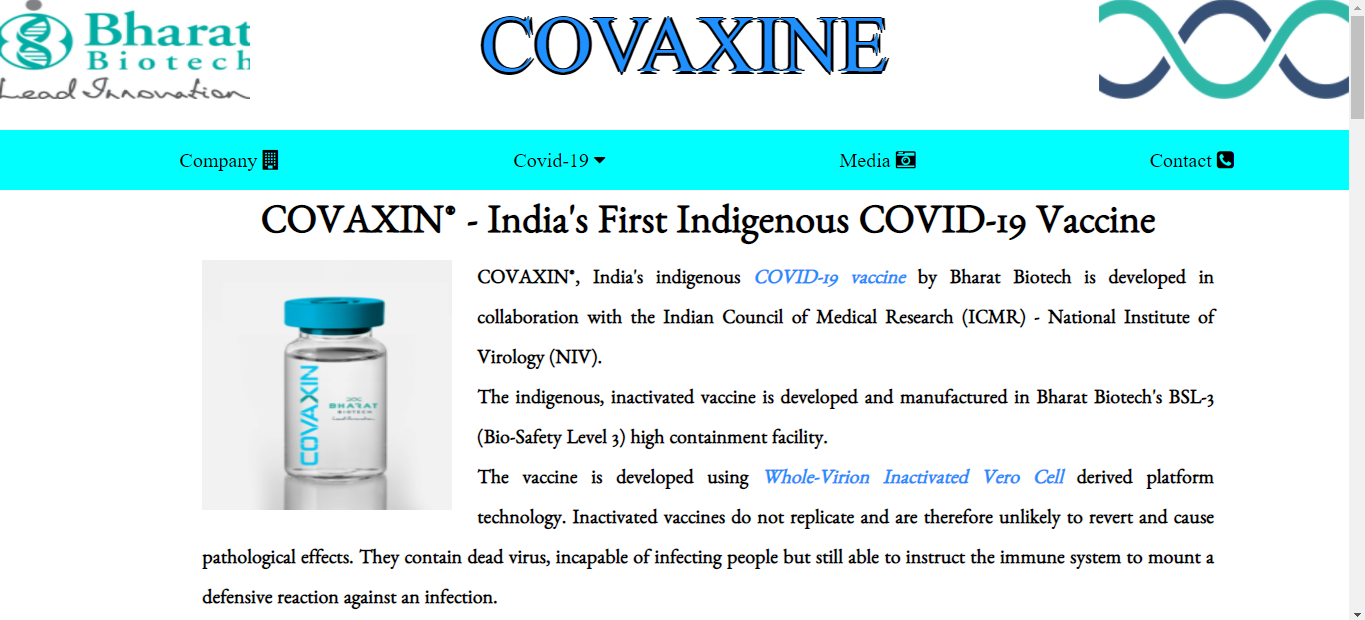 Bharat
Biotech
Lead Innovation
COVAXINE
Company
Covid-19
Media
Contact
COVAXIN® - India's First Indigenous COVID-19 Vaccine
COVAXIN
BHARAT
BIOTECH
Lead Innovation
COVAXIN®, India's indigenous COVID-19 vaccine by Bharat Biotech is developed in
collaboration with the Indian Council of Medical Research (ICMR) - National Institute of
Virology (NIV).
The indigenous, inactivated vaccine is developed and manufactured in Bharat Biotech's BSL-3
(Bio-Safety Level 3) high containment facility.
The vaccine is developed using Whole-Virion Inactivated Vero Cell derived platform
technology. Inactivated vaccines do not replicate and are therefore unlikely to revert and cause
pathological effects. They contain dead virus, incapable of infecting people but still able to instruct the immune system to mount a
defensive reaction against an infection.